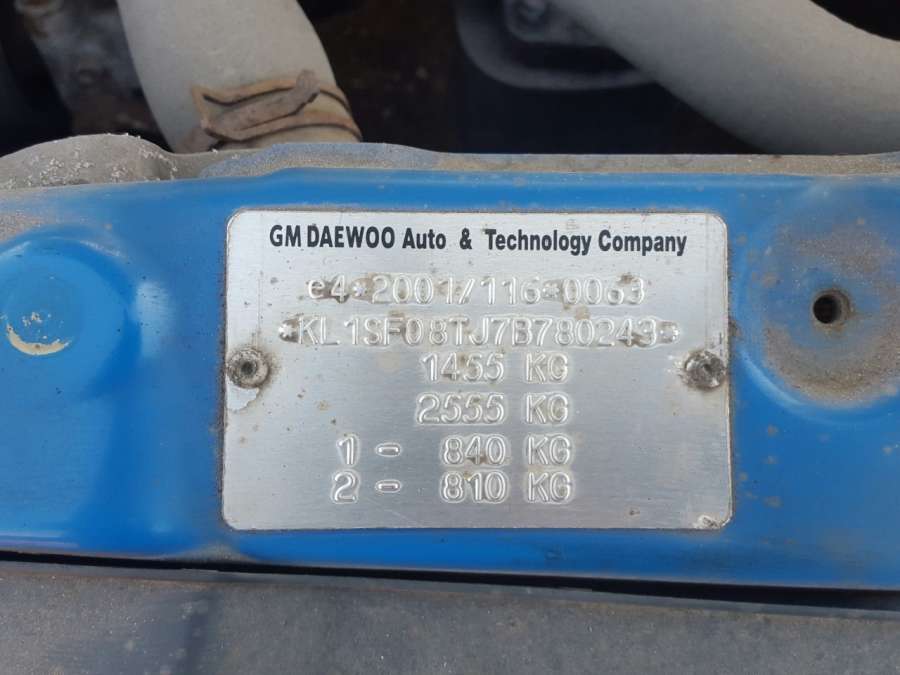 GM DAEWOO Auto & Technology Company
e4*2001/116*0063
*KL1SF08TJ7B780243*
1455 KG
2555 KG
1 - 840 KG
2 - 810 KG